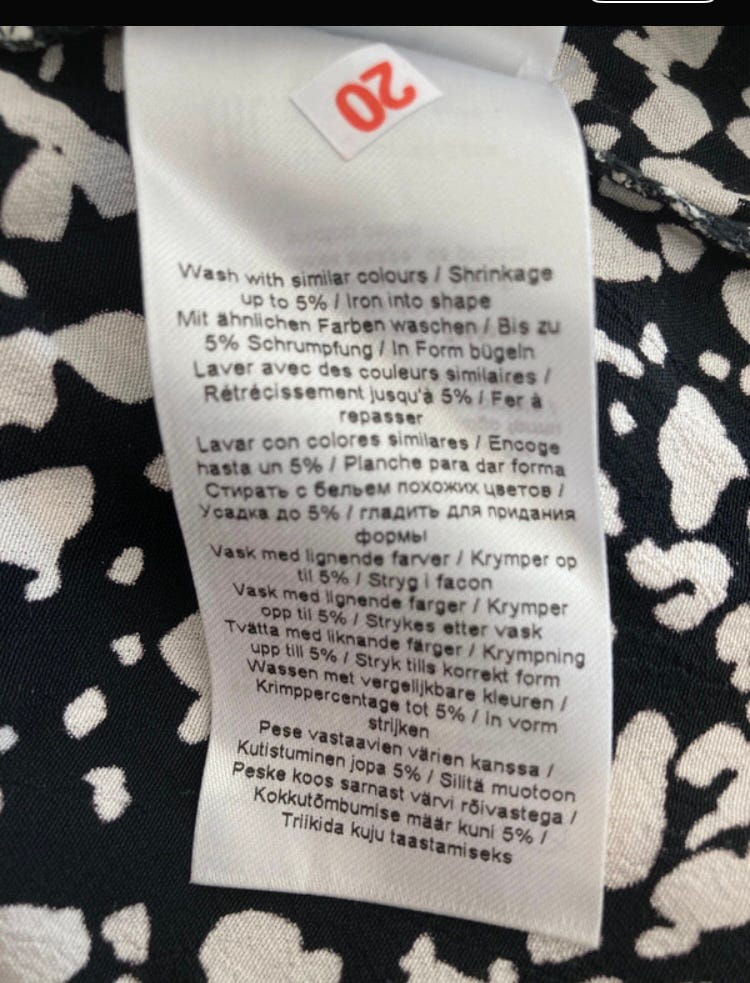 20
Wash with similar colours / Shrinkage
up to 5% / Iron into shape
Mit ähnlichen Farben waschen / Bis zu
5% Schrumpfung / In Form bügeln
Laver avec des couleurs similaires /
Rétrécissement jusqu'à 5% / Fer à
repasser
Lavar con colores similares / Encoge
hasta un 5% / Planche para dar forma
Стирать с бельем похожих цветов /
Усадка до 5% / гладить для придания
формы
Vask med lignende farver / Krymper op
til 5% / Stryg i facon
Vask med lignende farger / Krymper
opp til 5% / Strykes etter vask
Tvätta med liknande färger / Krympning
upp till 5% / Stryk tills korrekt form
Wassen met vergelijkbare kleuren /
Krimppercentage tot 5% / In vorm
strijken
Pese vastaavien värien kanssa /
Kutistuminen jopa 5% / Silitä muotoon
Peske koos sarnast värvi rõivastega /
Kokkutõmbumise määr kuni 5% /
Triikida kuju taastamiseks